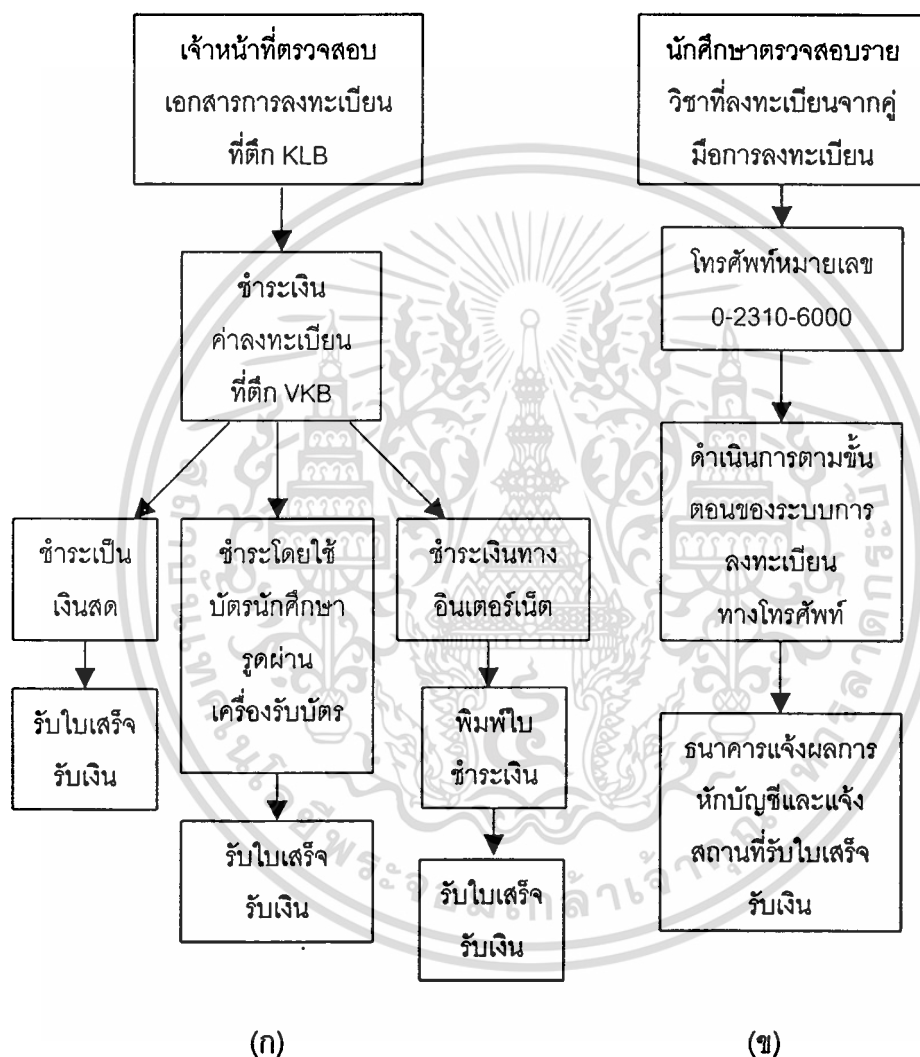 เจ้าหน้าที่ตรวจสอบ
เอกสารการลงทะเบียน
ที่ตึก KLB
ชำระเงิน
ค่าลงทะเบียน
ที่ตึก VKB
ชำระเป็น
เงินสด
รับใบเสร็จ
รับเงิน
ชำระโดยใช้
บัตรนักศึกษา
รูดผ่าน
เครื่องรับบัตร
รับใบเสร็จ
รับเงิน
ชำระเงินทาง
อินเตอร์เน็ต
พิมพ์ใบ
ชำระเงิน
รับใบเสร็จ
รับเงิน
(ก)
นักศึกษาตรวจสอบราย
วิชาที่ลงทะเบียนจากคู่
มือการลงทะเบียน
โทรศัพท์หมายเลข
0-2310-6000
ดำเนินการตามขั้น
ตอนของระบบการ
ลงทะเบียน
ทางโทรศัพท์
ธนาคารแจ้งผลการ
หักบัญชีและแจ้ง
สถานที่รับใบเสร็จ
รับเงิน
(ข)